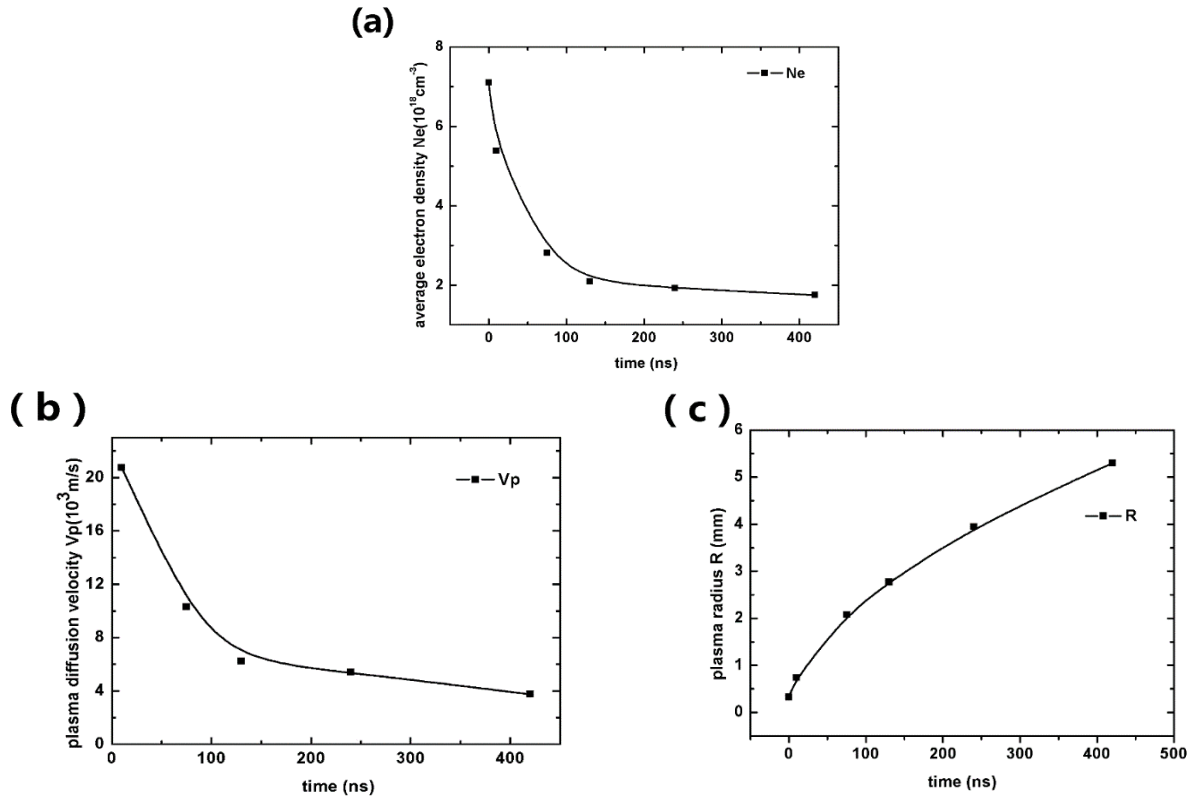 (a)
8
6
4
2
average electron density Ne(10¹⁸cm⁻³)
Ne
0 100 200 300 400
time (ns)
( b )
20
16
12
8
4
0
plasma diffusion velocity Vp(10³m/s)
Vp
0 100 200 300 400
time (ns)
( c )
6
5
4
3
2
1
0
plasma radius R (mm)
R
0 100 200 300 400 500
time (ns)